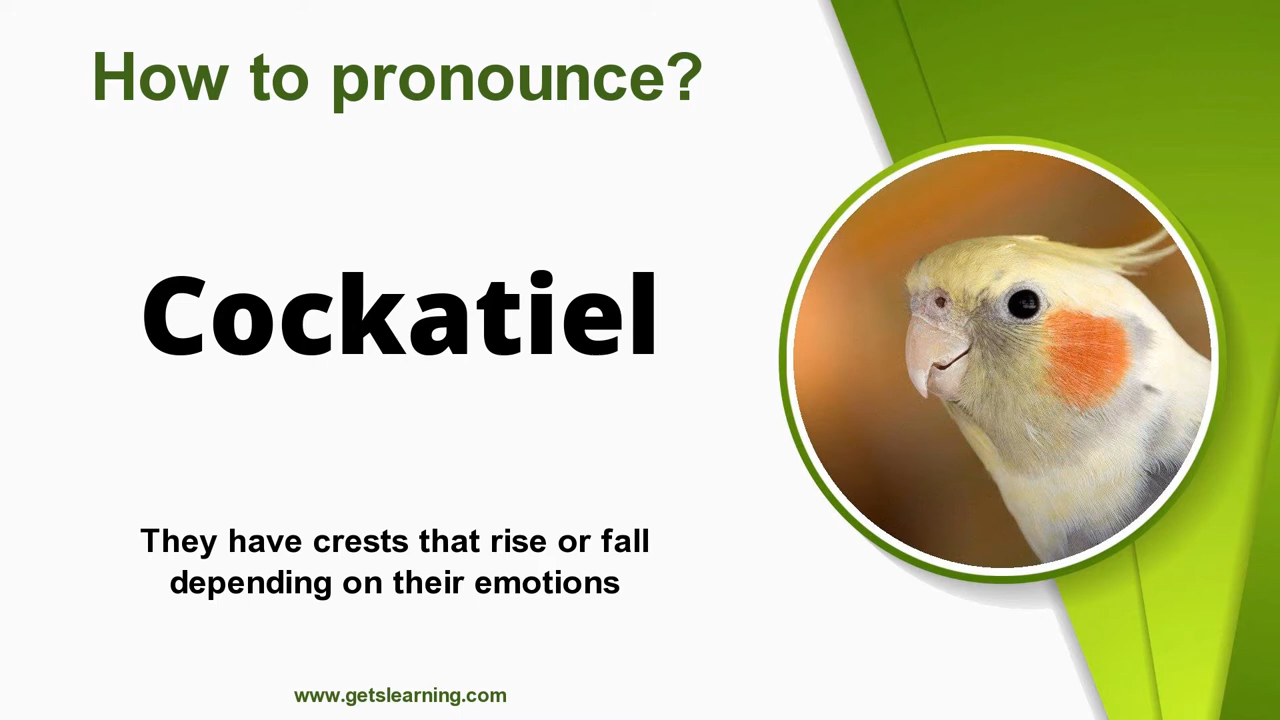 How to pronounce?
Cockatiel
They have crests that rise or fall
depending on their emotions
www.getslearning.com